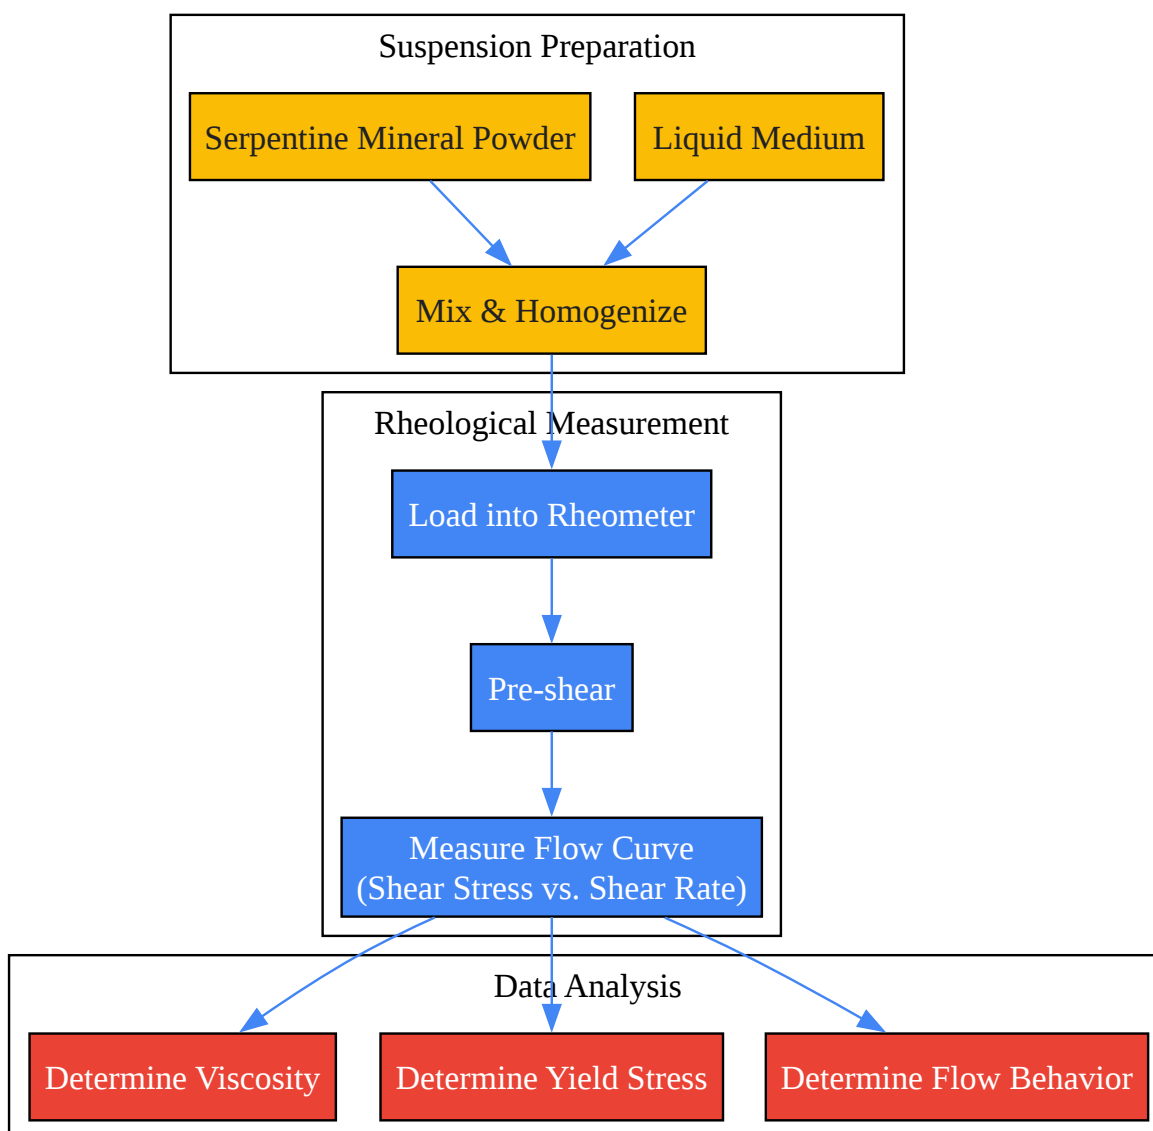 Suspension Preparation
Serpentine Mineral Powder
Liquid Medium
Mix & Homogenize
Rheological Measurement
Load into Rheometer
Pre-shear
Measure Flow Curve
(Shear Stress vs. Shear Rate)
Data Analysis
Determine Viscosity
Determine Yield Stress
Determine Flow Behavior